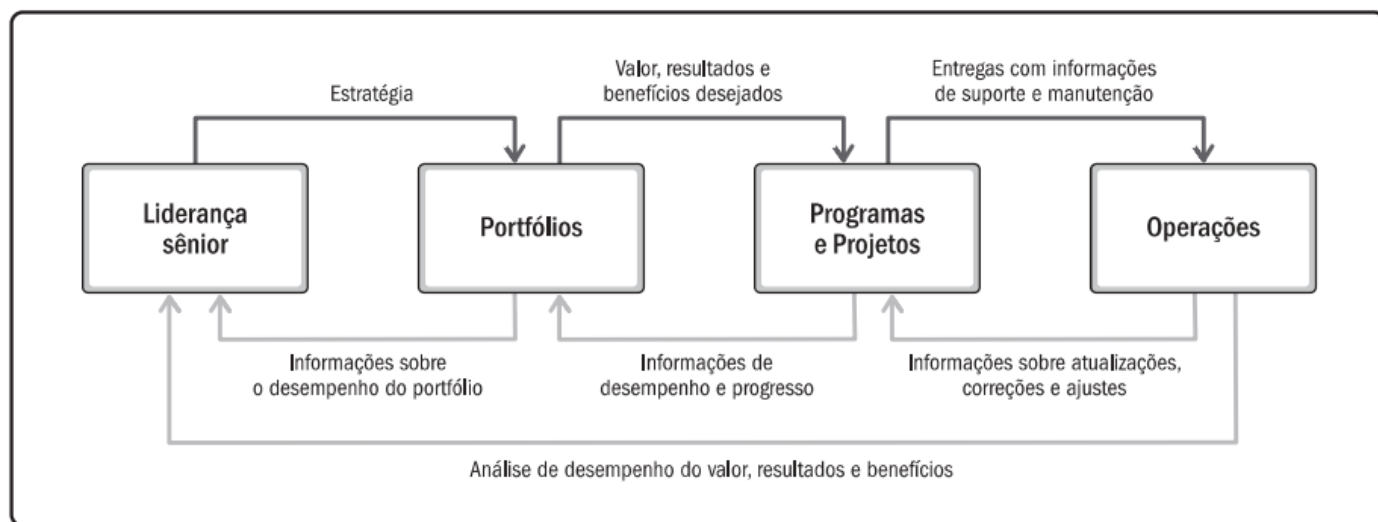 Estratégia
Valor, resultados e
benefícios desejados
Entregas com informações
de suporte e manutenção
Liderança
sênior
Portfólios
Programas
e Projetos
Operações
Informações sobre
o desempenho do portfólio
Informações de
desempenho e progresso
Informações sobre atualizações,
correções e ajustes
Análise de desempenho do valor, resultados e benefícios